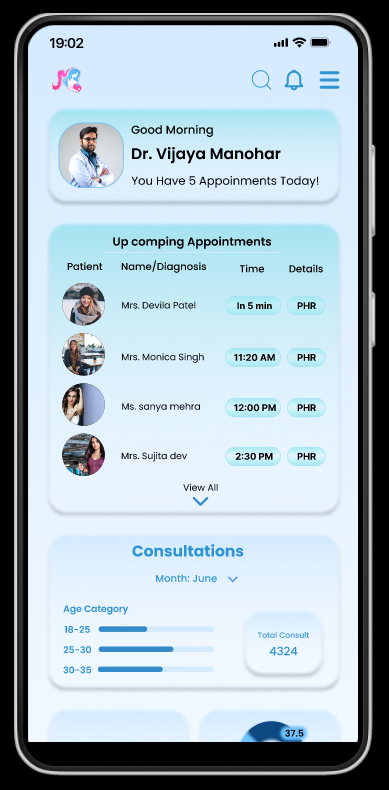 19:02
Good Morning
Dr. Vijaya Manohar
You Have 5 Appoinments Today!
Up comping Appointments
Patient Name/Diagnosis Time Details
Mrs. Devila Patel In 5 min PHR
Mrs. Monica Singh 11:20 AM PHR
Ms. sanya mehra 12:00 PM PHR
Mrs. Sujita dev 2:30 PM PHR
View All
Consultations
Month: June
Age Category
18-25
25-30
30-35
Total Consult
4324
37.5